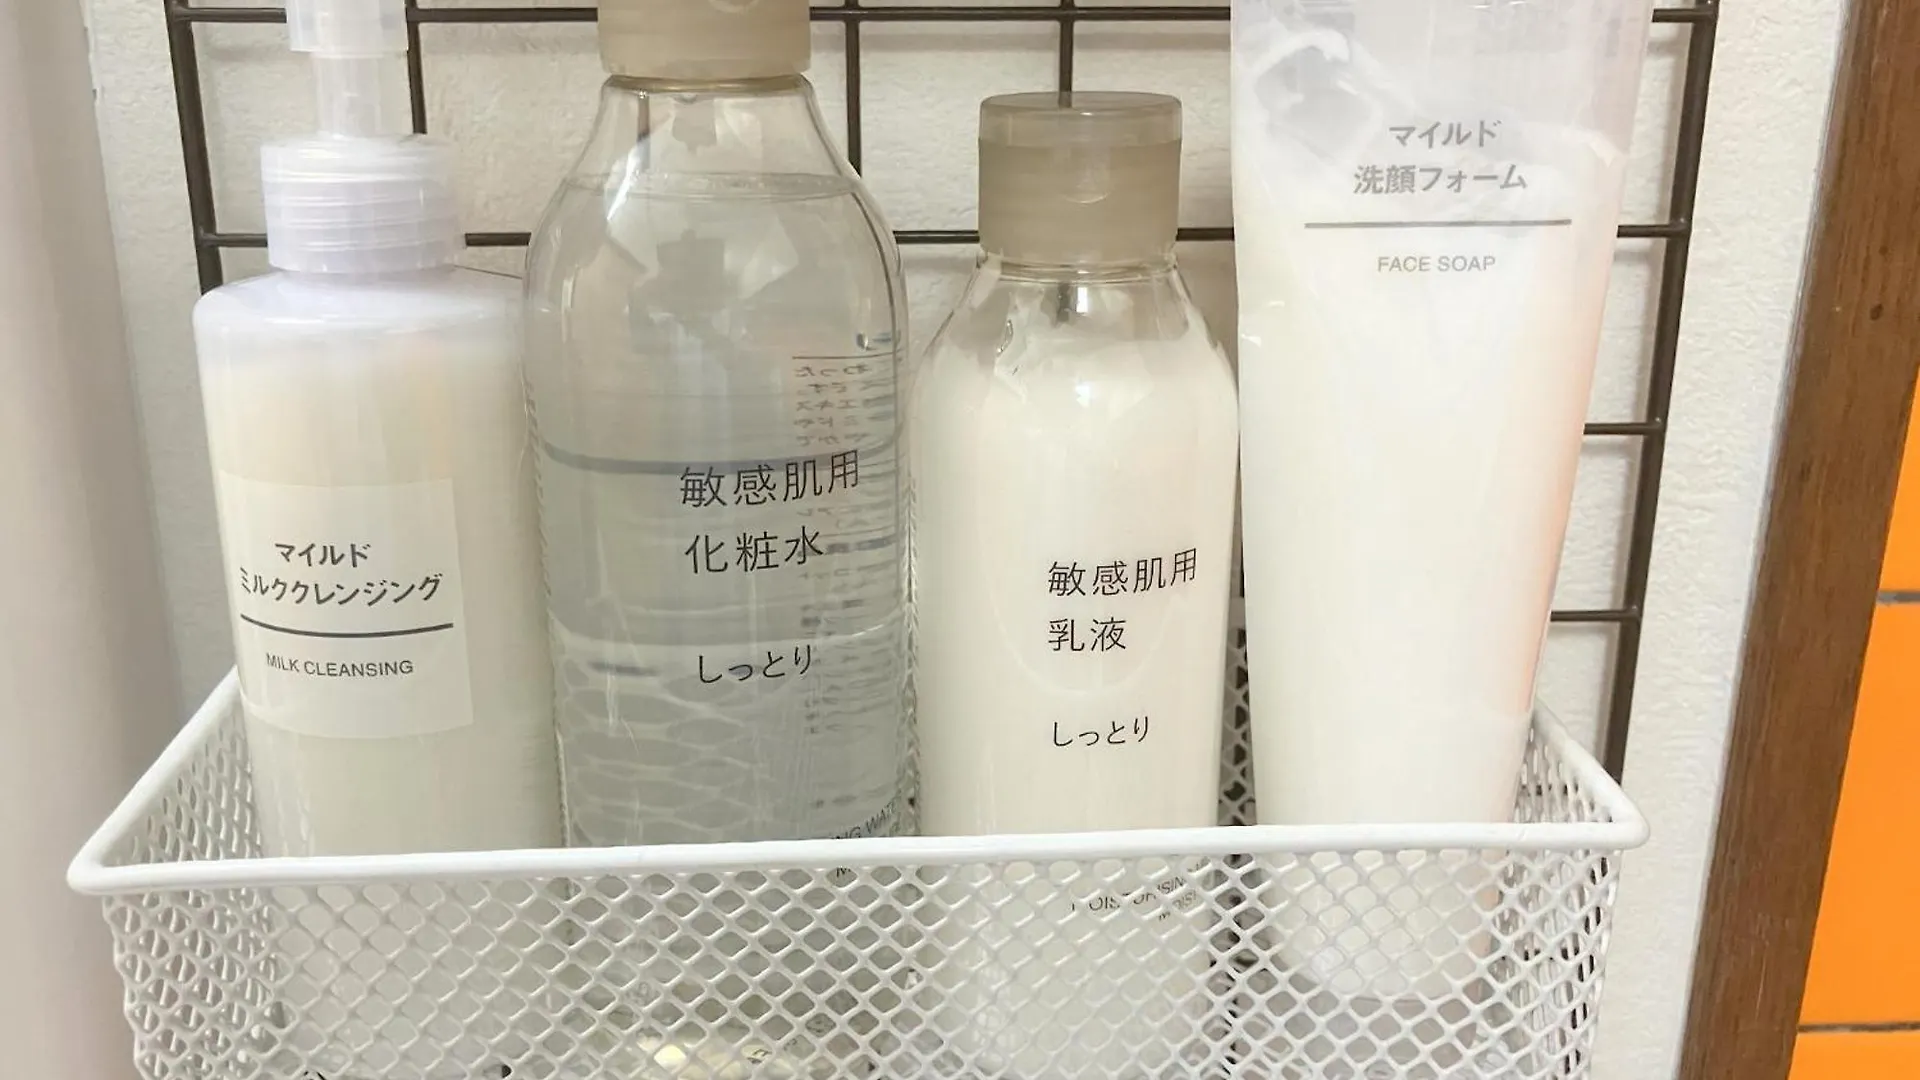 マイルド
ミルククレンジング
MILK CLEANSING
敏感肌用
化粧水
しっとり
敏感肌用
乳液
しっとり
マイルド
洗顔フォーム
FACE SOAP